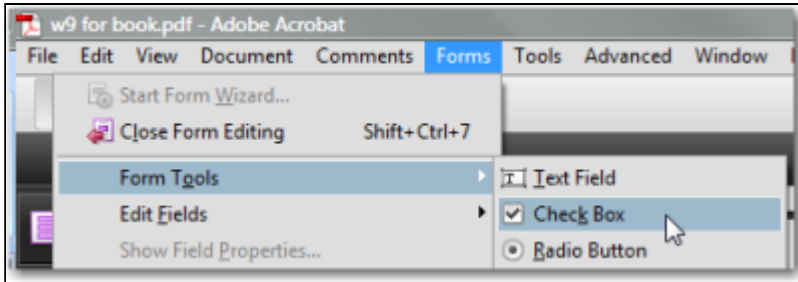 w9 for book.pdf - Adobe Acrobat
File Edit View Document Comments Forms Tools Advanced Window
Start Form Wizard...
Close Form Editing Shift+Ctrl+7
Form Tools
Text Field
Edit Fields
Check Box
Show Field Properties...
Radio Button